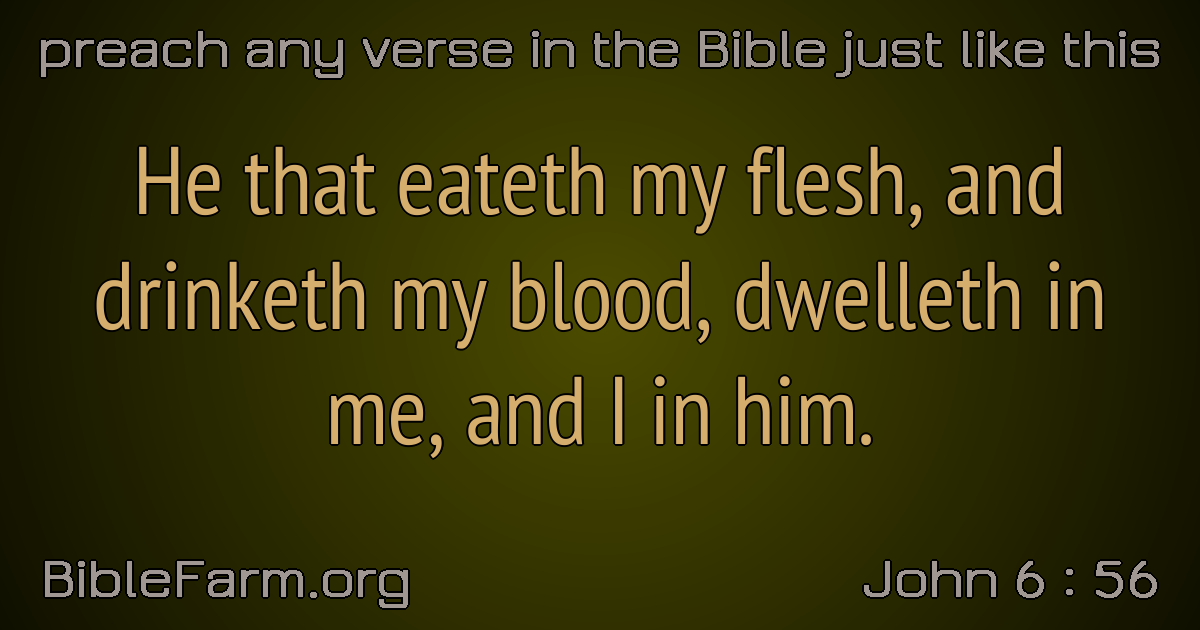 preach any verse in the Bible just like this
He that eateth my flesh, and
drinketh my blood, dwelleth in
me, and I in him.
BibleFarm.org
John 6 : 56